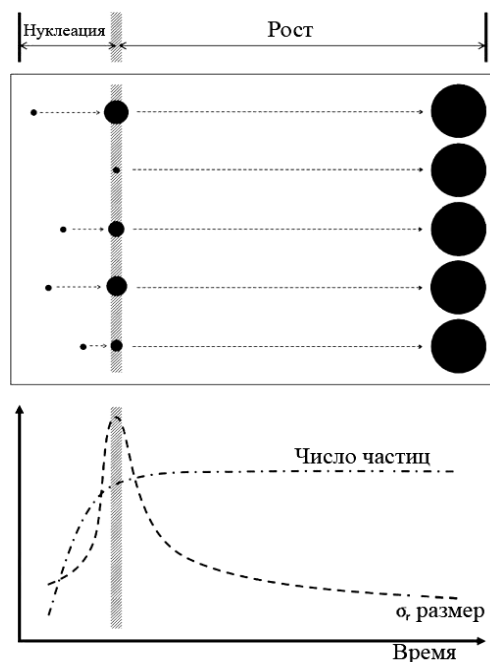 Нуклеация
Рост
Число частиц
σᵣ размер
Время